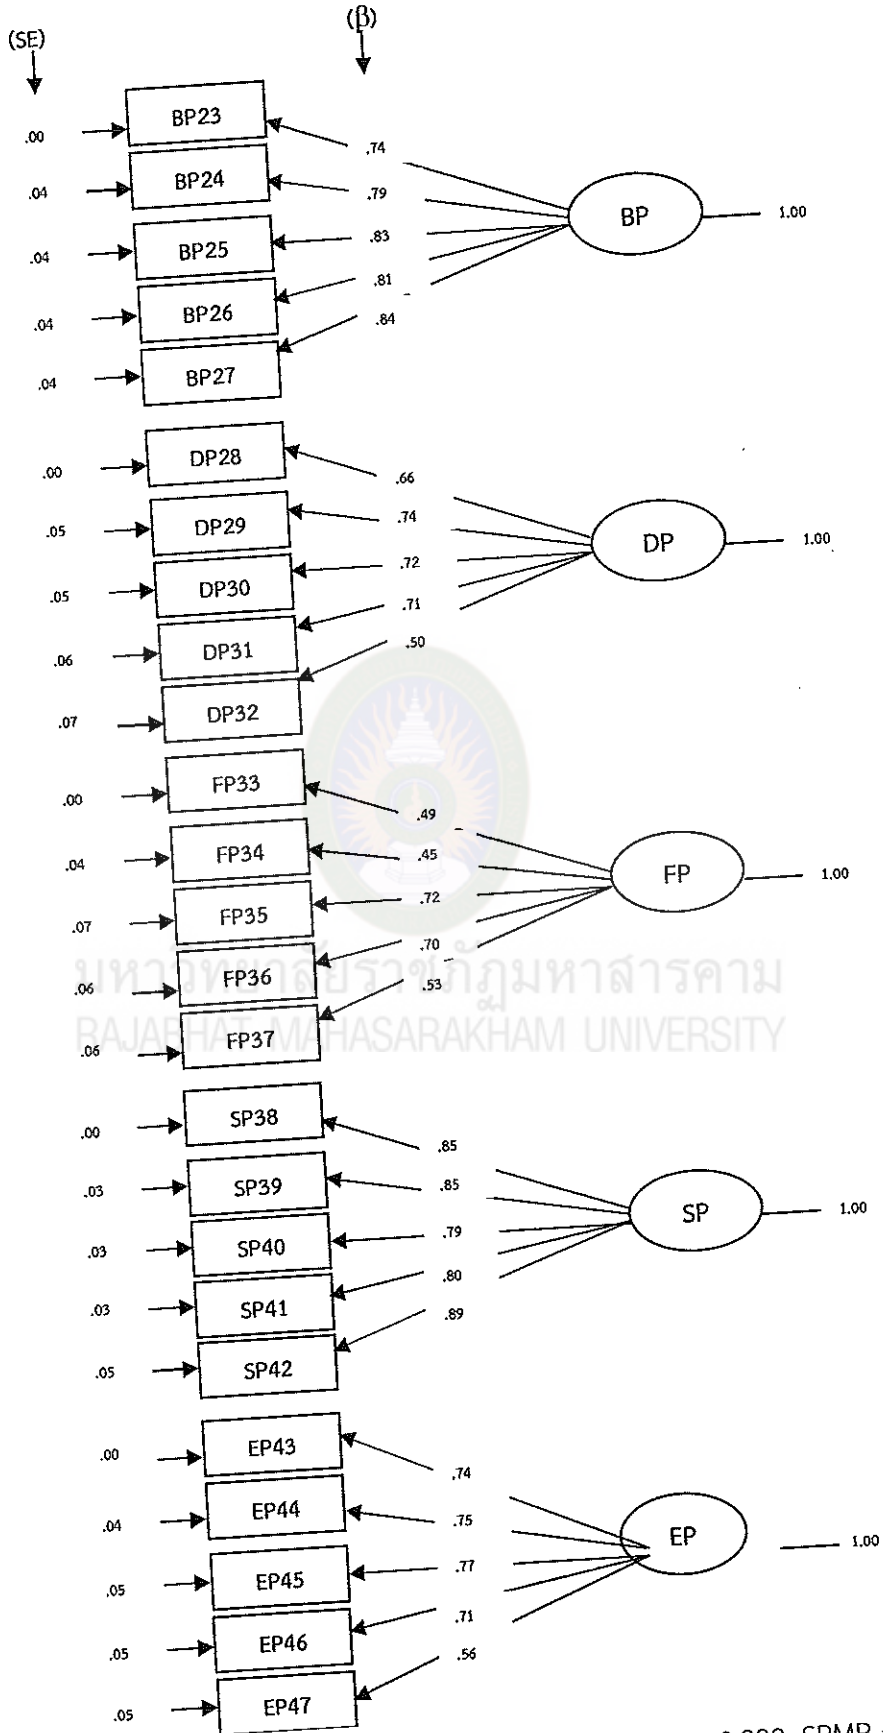 (SE) (β)
.00 BP23 .74
.04 BP24 .79
BP 1.00
.04 BP25 .83
.04 BP26 .81
.04 BP27 .84
.00 DP28 .66
.05 DP29 .74
DP 1.00
.05 DP30 .72
.06 DP31 .71
.07 DP32 .50
.00 FP33 .49
.04 FP34 .45
FP 1.00
.07 FP35 .72
.06 FP36 .70
มหาวิทยาลัยราชภัฏมหาสารคาม
.06 FP37 .53
RAJABHAT MAHASARAKHAM UNIVERSITY
.00 SP38 .85
.03 SP39 .85
SP 1.00
.03 SP40 .79
.03 SP41 .80
.05 SP42 .89
.00 EP43 .74
.04 EP44 .75
EP 1.00
.05 EP45 .77
.05 EP46 .71
.05 EP47 .56